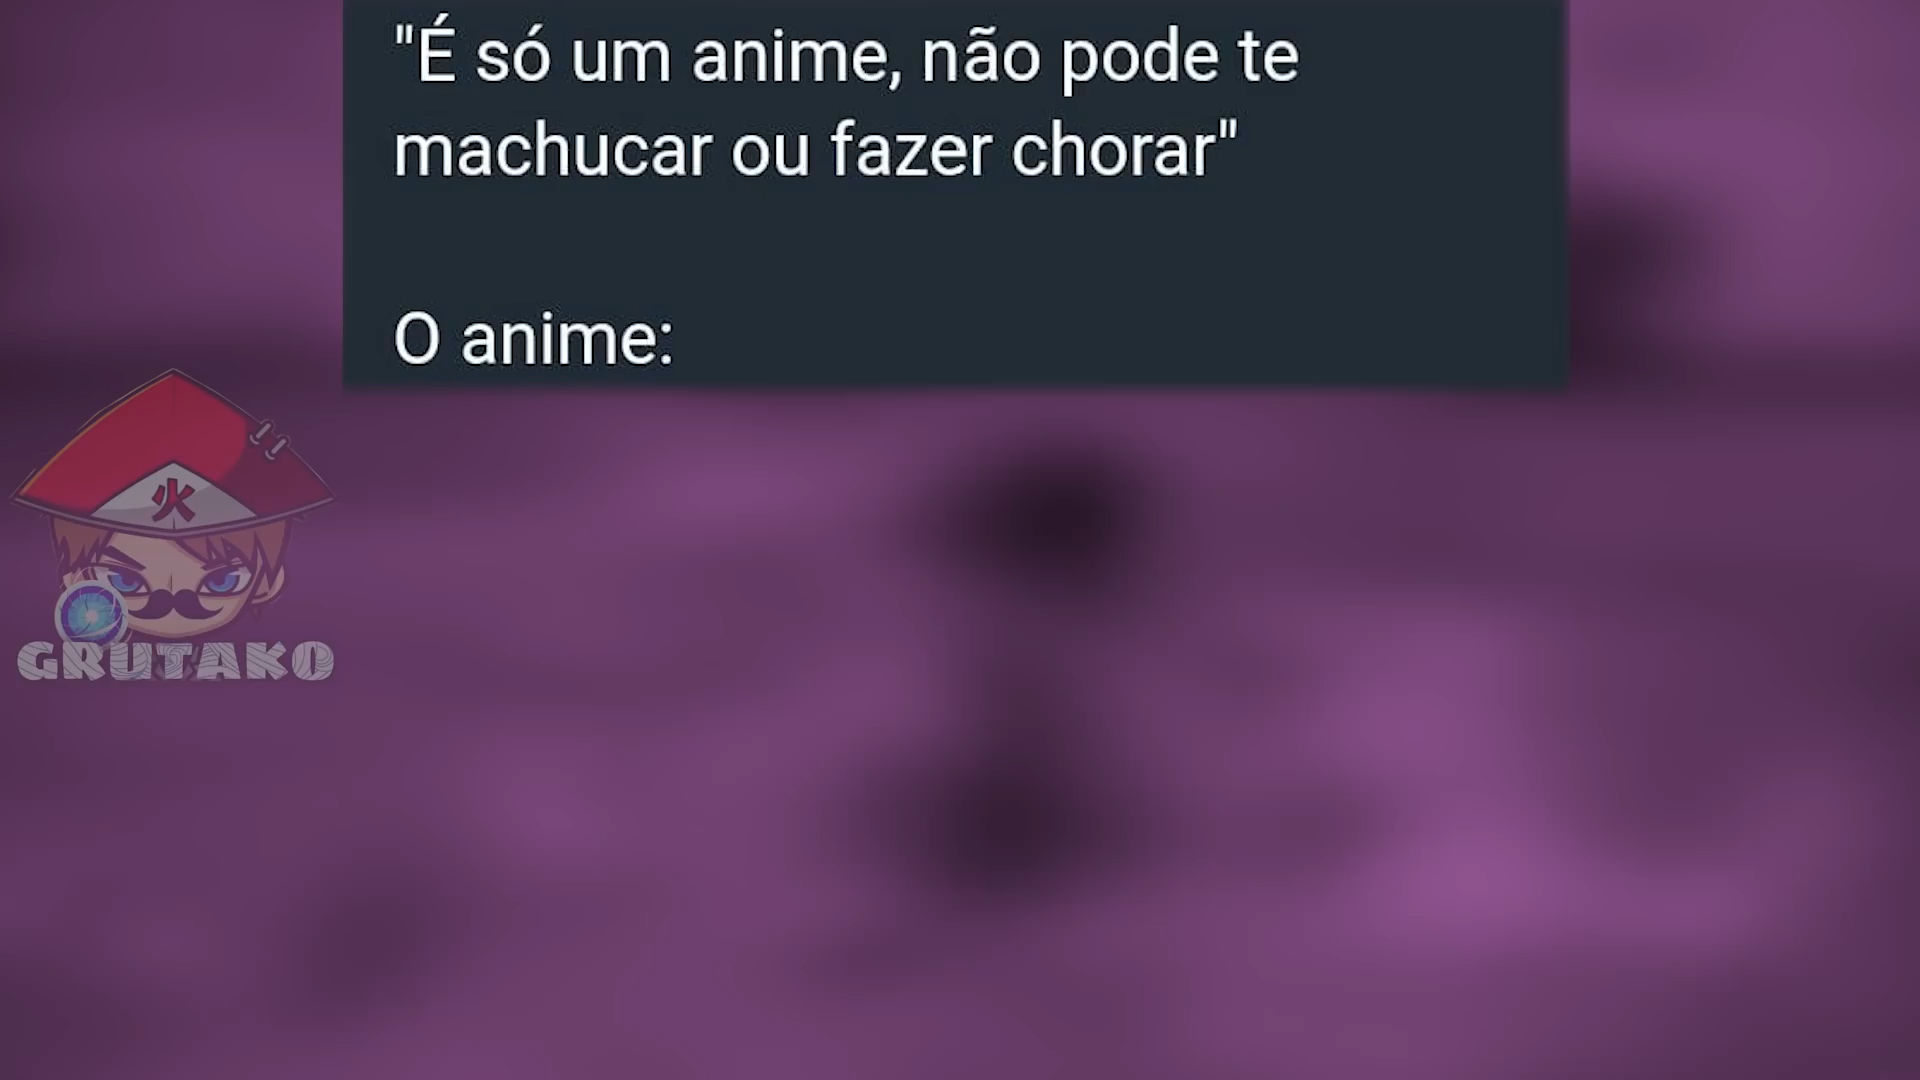 "É só um anime, não pode te
machucar ou fazer chorar"
O anime:
火
GRUTAKO